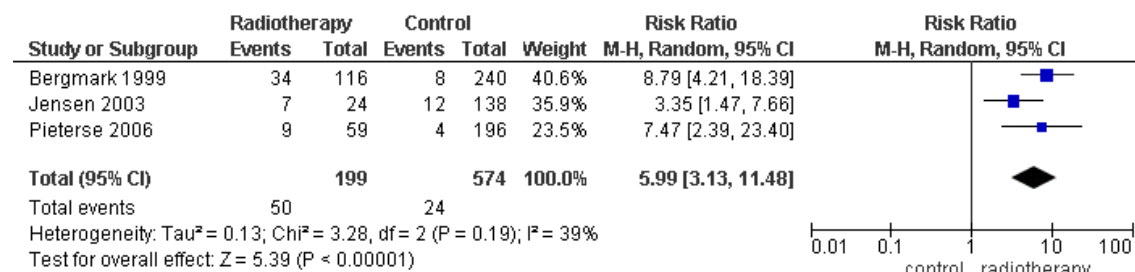 Radiotherapy Control Risk Ratio Risk Ratio
Study or Subgroup Events Total Events Total Weight M-H, Random, 95% CI M-H, Random, 95% CI
Bergmark 1999 34 116 8 240 40.6% 8.79 [4.21, 18.39]
Jensen 2003 7 24 12 138 35.9% 3.35 [1.47, 7.66]
Pieterse 2006 9 59 4 196 23.5% 7.47 [2.39, 23.40]
Total (95% CI) 199 574 100.0% 5.99 [3.13, 11.48]
Total events 50 24
Heterogeneity: Tau² = 0.13; Chi² = 3.28, df = 2 (P = 0.19); I² = 39%
Test for overall effect: Z = 5.39 (P < 0.00001)
0.01 0.1 1 10 100
control radiotherapy